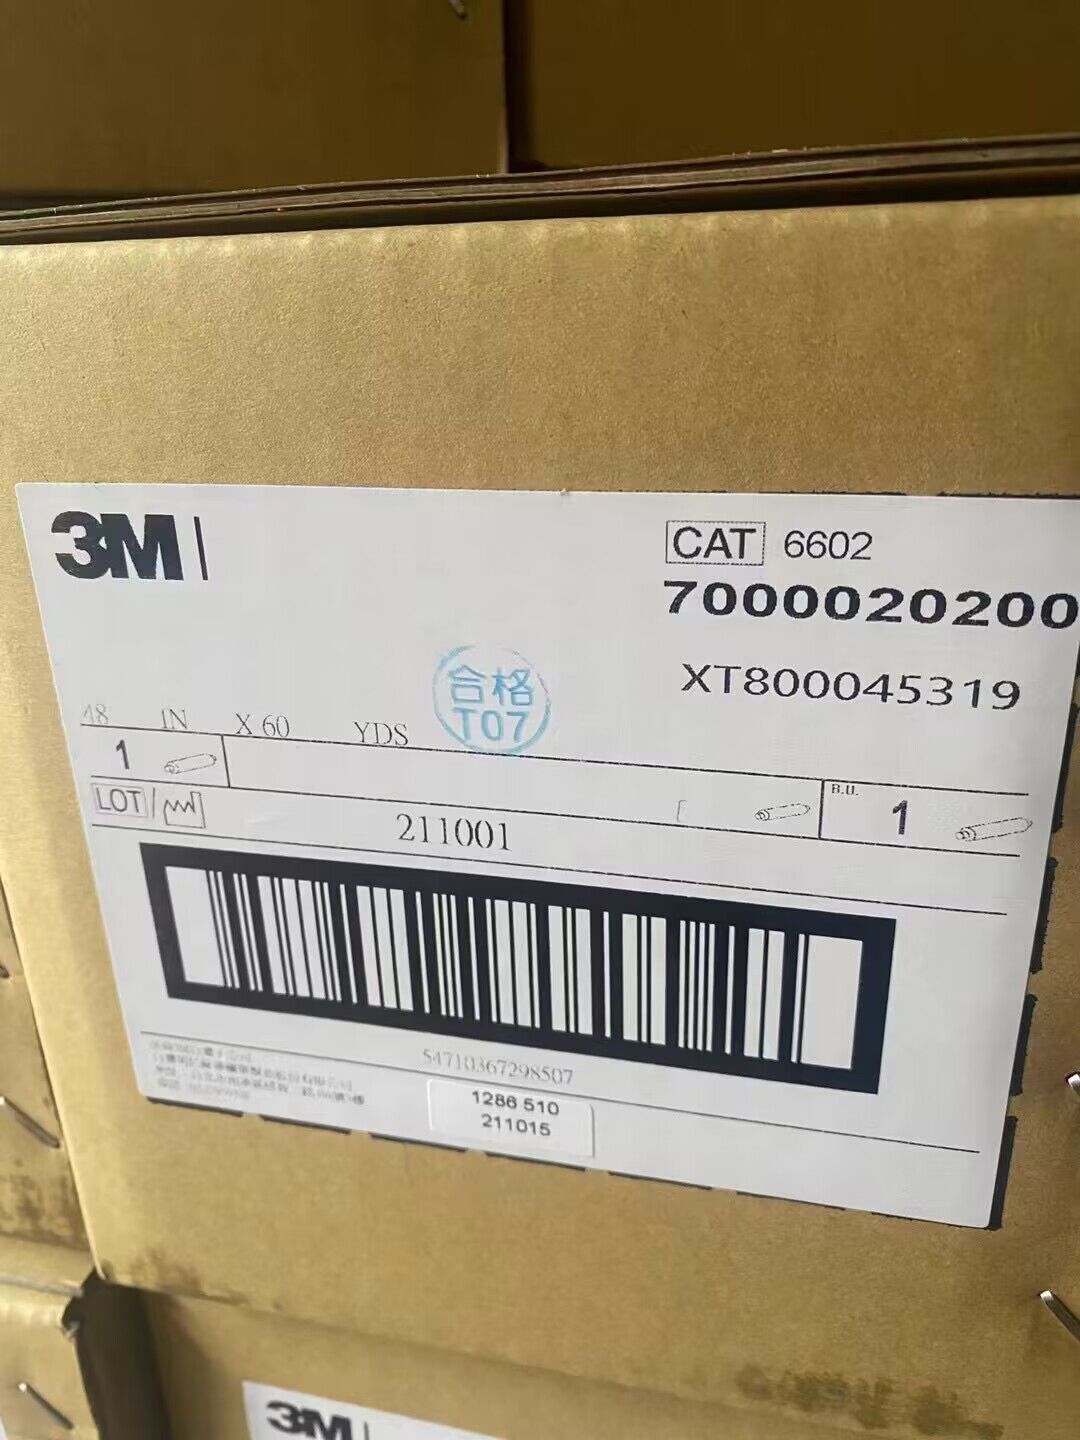 3M
CAT 6602
7000020200
XT800045319
合格
T07
48 IN X 60 YDS
1
B.U. 1
LOT
211001
54710367298507
1286 510
211015
3M